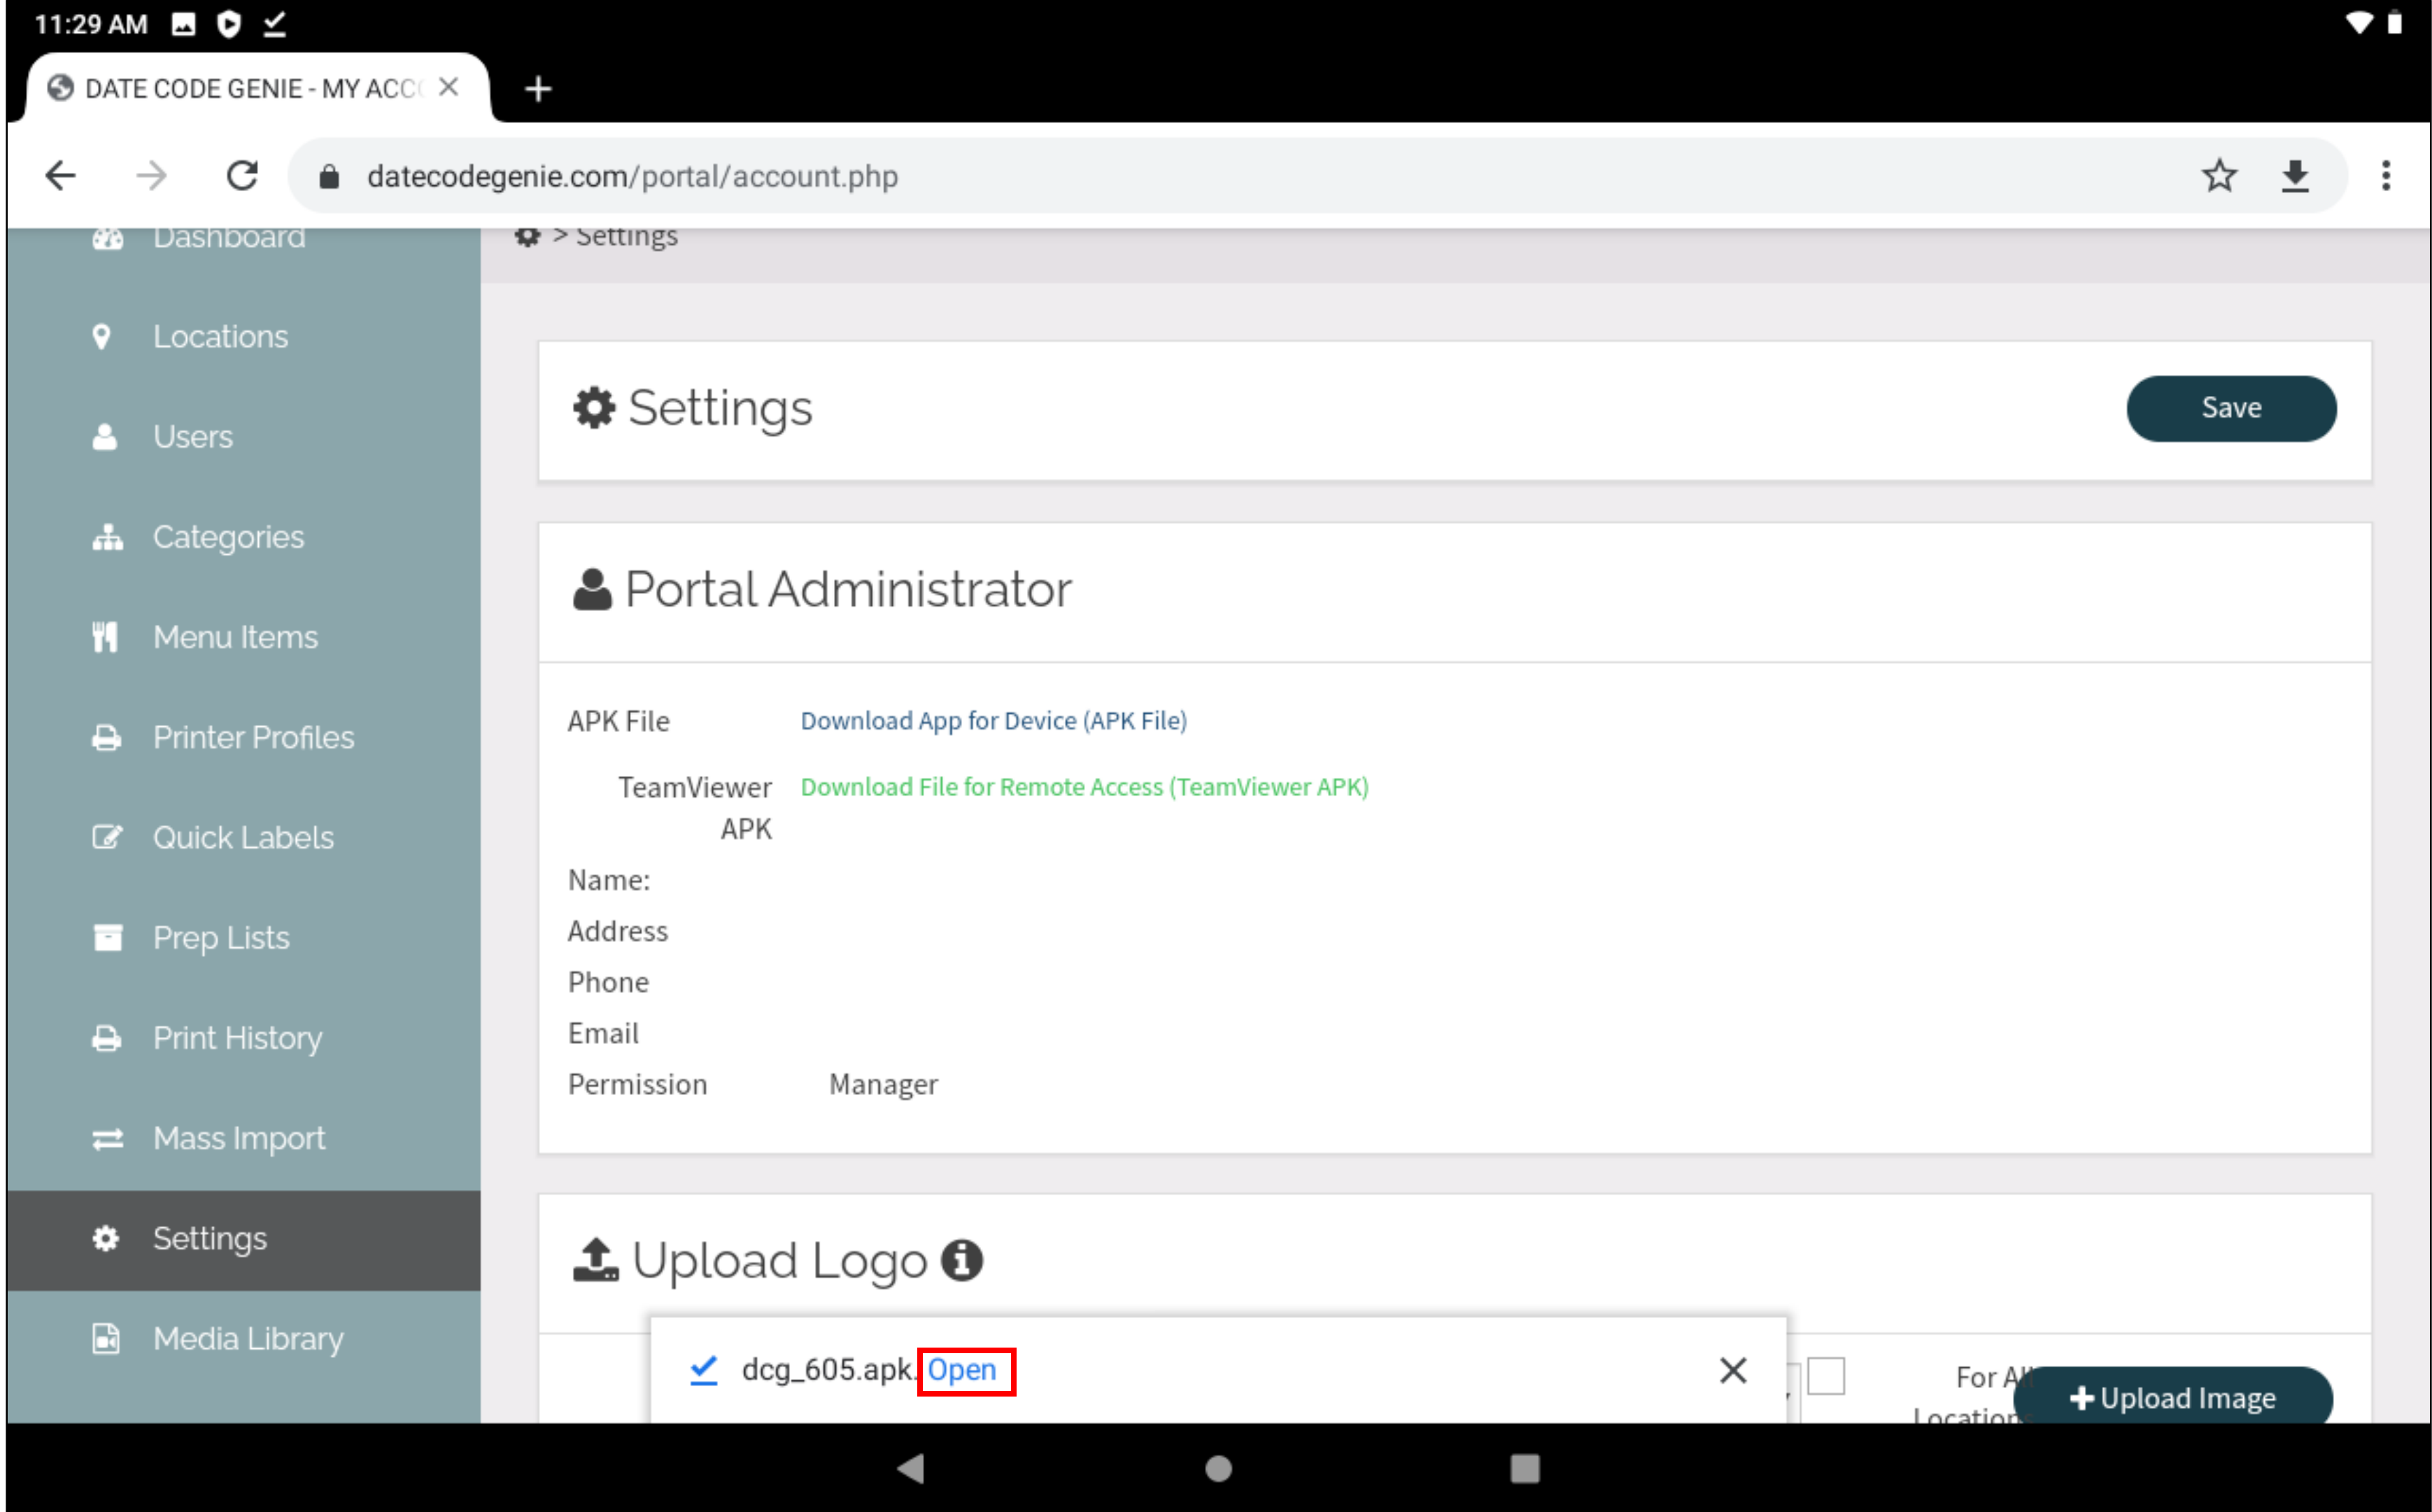 11:29 AM
DATE CODE GENIE - MY ACC
datecodegenie.com/portal/account.php
Dashboard
Locations
Users
Categories
Menu Items
Printer Profiles
Quick Labels
Prep Lists
Print History
Mass Import
Settings
Media Library
> Settings
Settings
Save
Portal Administrator
APK File
Download App for Device (APK File)
TeamViewer
APK
Download File for Remote Access (TeamViewer APK)
Name:
Address
Phone
Email
Permission
Manager
Upload Logo
For All
Locations
Upload Image
dcg_605.apk. Open